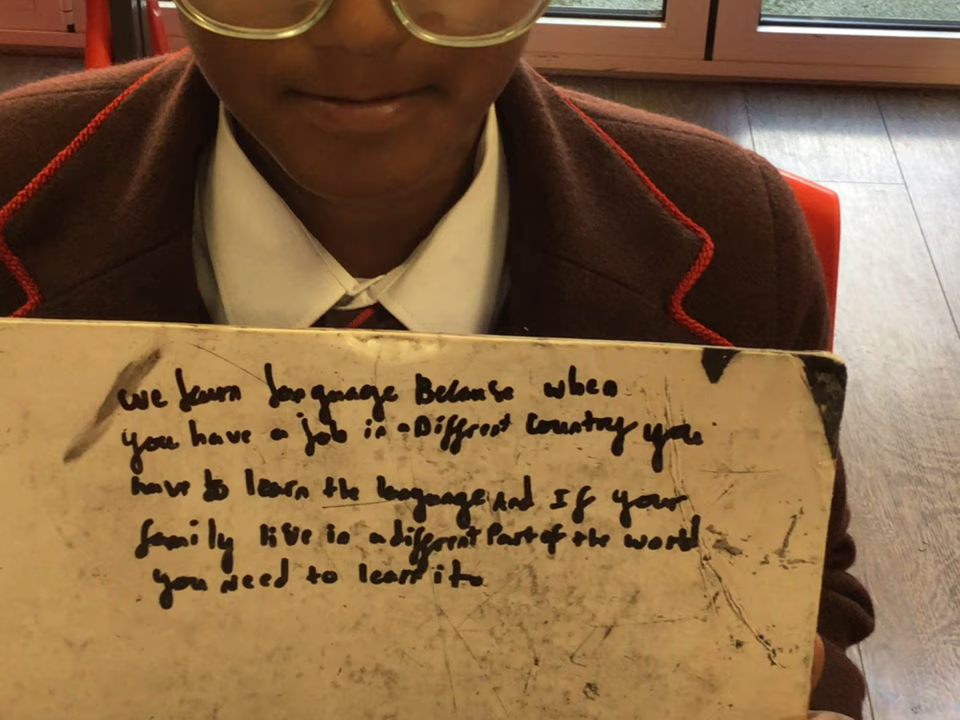 we learn language Because when
you have a job in a Different Country you
have to learn the language And If your
family live in a different Part of the world
you Need to learn it.